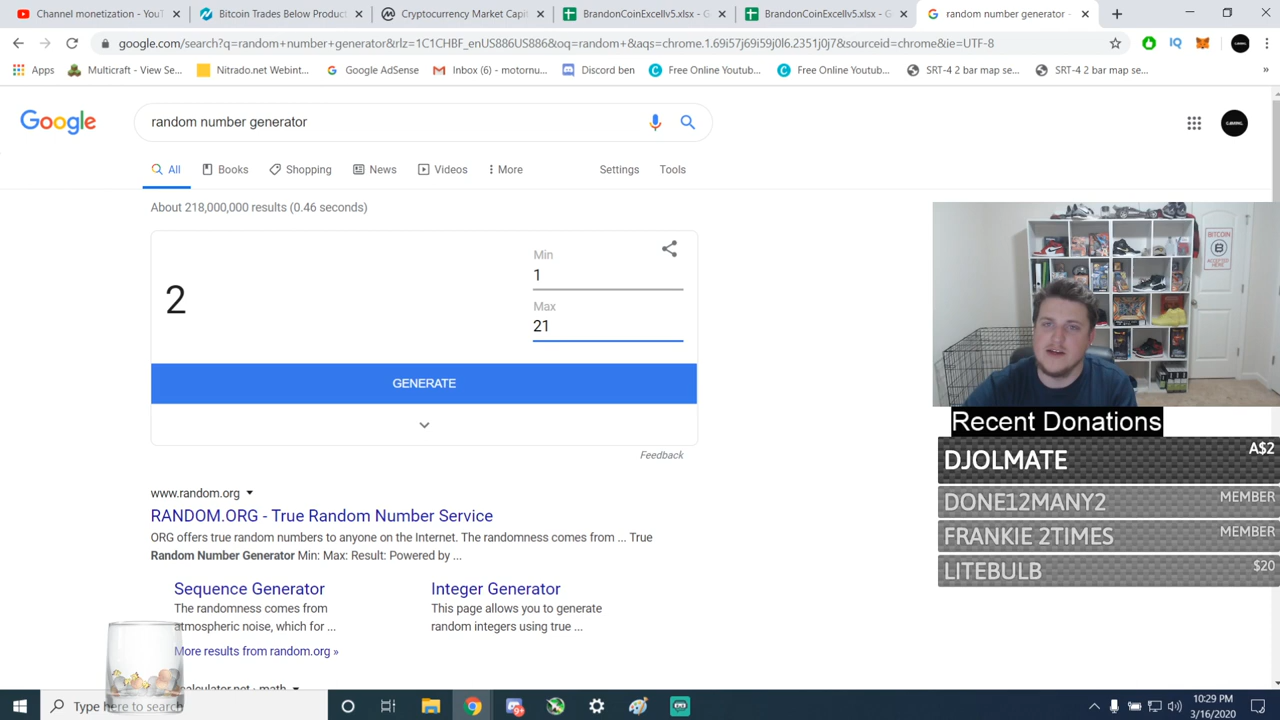 Channel monetization - YouT
Bitcoin Trades Below Product
Cryptocurrency Market Capit
BrandonCoinExcellv5.xlsx - G
BrandonCoinExcellv5.xlsx - G
random number generator -
google.com/search?q=random+number+generator&rlz=1C1CHBF_enUS886US886&oq=random+&aqs=chrome.1.69i57j69i59j0l6.2351j0j7&sourceid=chrome&ie=UTF-8
Apps
Multicraft - View Se...
Nitrado.net Webint...
Google AdSense
Inbox (6) - motornu...
Discord ben
Free Online Youtub...
Free Online Youtub...
SRT-4 2 bar map se...
SRT-4 2 bar map se...
»
Google
random number generator
All
Books
Shopping
News
Videos
More
Settings
Tools
About 218,000,000 results (0.46 seconds)
2
Min
1
Max
21
GENERATE
Feedback
www.random.org
RANDOM.ORG - True Random Number Service
ORG offers true random numbers to anyone on the Internet. The randomness comes from ... True
Random Number Generator Min: Max: Result: Powered by ...
Sequence Generator
The randomness comes from
atmospheric noise, which for ...
Integer Generator
This page allows you to generate
random integers using true ...
More results from random.org »
calculator.net › math
BITCOIN
B
ACCEPTED
HERE
Recent Donations
DJOLMATE A$2
DONE12MANY2 MEMBER
FRANKIE 2TIMES MEMBER
LITEBULB $20
Type here to search
10:29 PM
3/16/2020